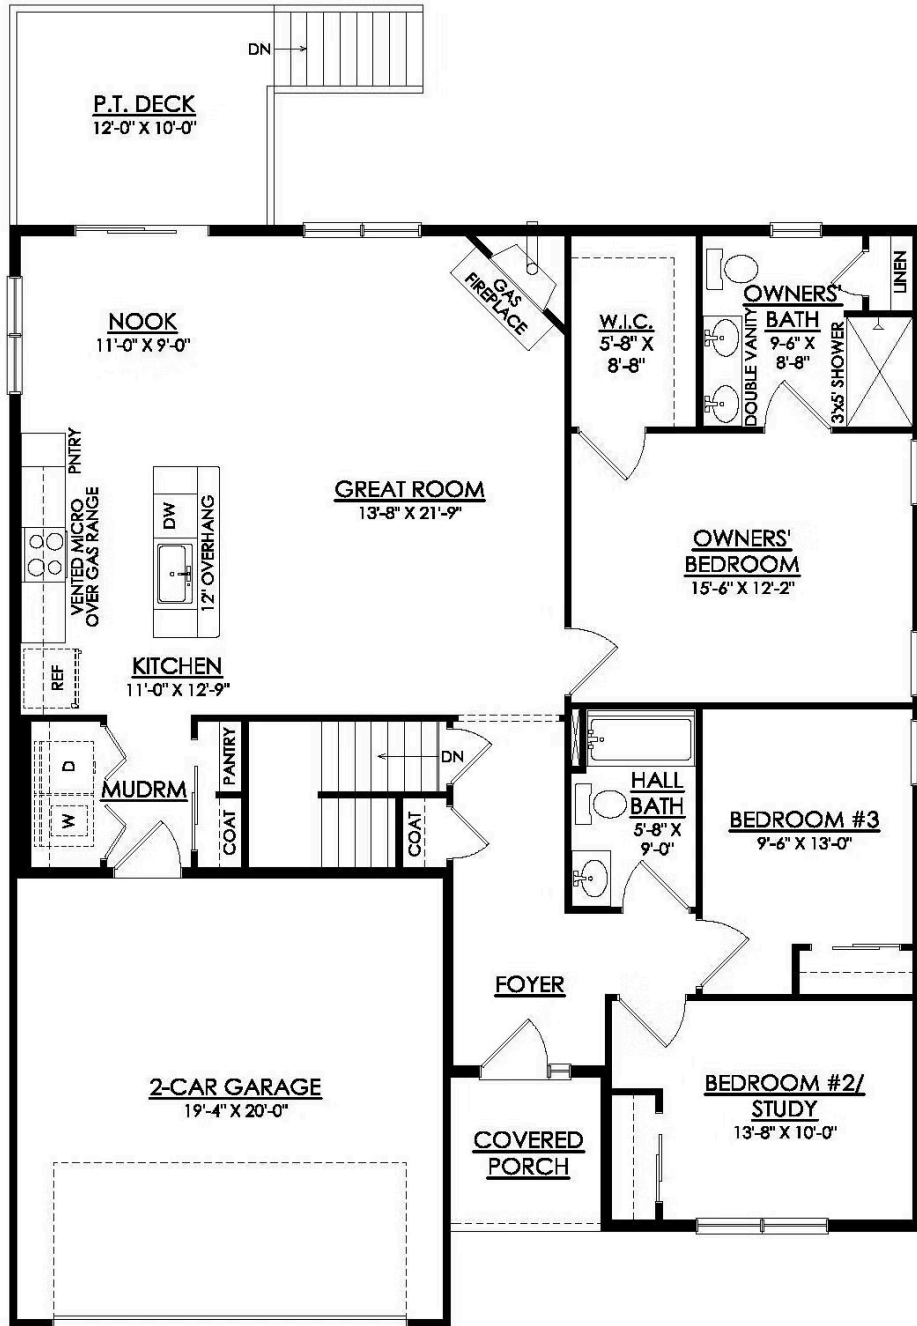 DN
P.T. DECK
12'-0" X 10'-0"
NOOK
11'-0" X 9'-0"
GAS
FIREPLACE
W.I.C.
5'-8" X
8'-8"
OWNERS'
BATH
9'-6" X
8'-8"
LINEN
DOUBLE VANITY
3'X5' SHOWER
PNTRY
VENTED MICRO
OVER GAS RANGE
DW
12" OVERHANG
GREAT ROOM
13'-8" X 21'-9"
OWNERS'
BEDROOM
15'-6" X 12'-2"
REF
KITCHEN
11'-0" X 12'-9"
D
W
MUDRM
PANTRY
COAT
DN
COAT
HALL
BATH
5'-8" X
9'-0"
BEDROOM #3
9'-6" X 13'-0"
FOYER
2-CAR GARAGE
19'-4" X 20'-0"
COVERED
PORCH
BEDROOM #2/
STUDY
13'-8" X 10'-0"